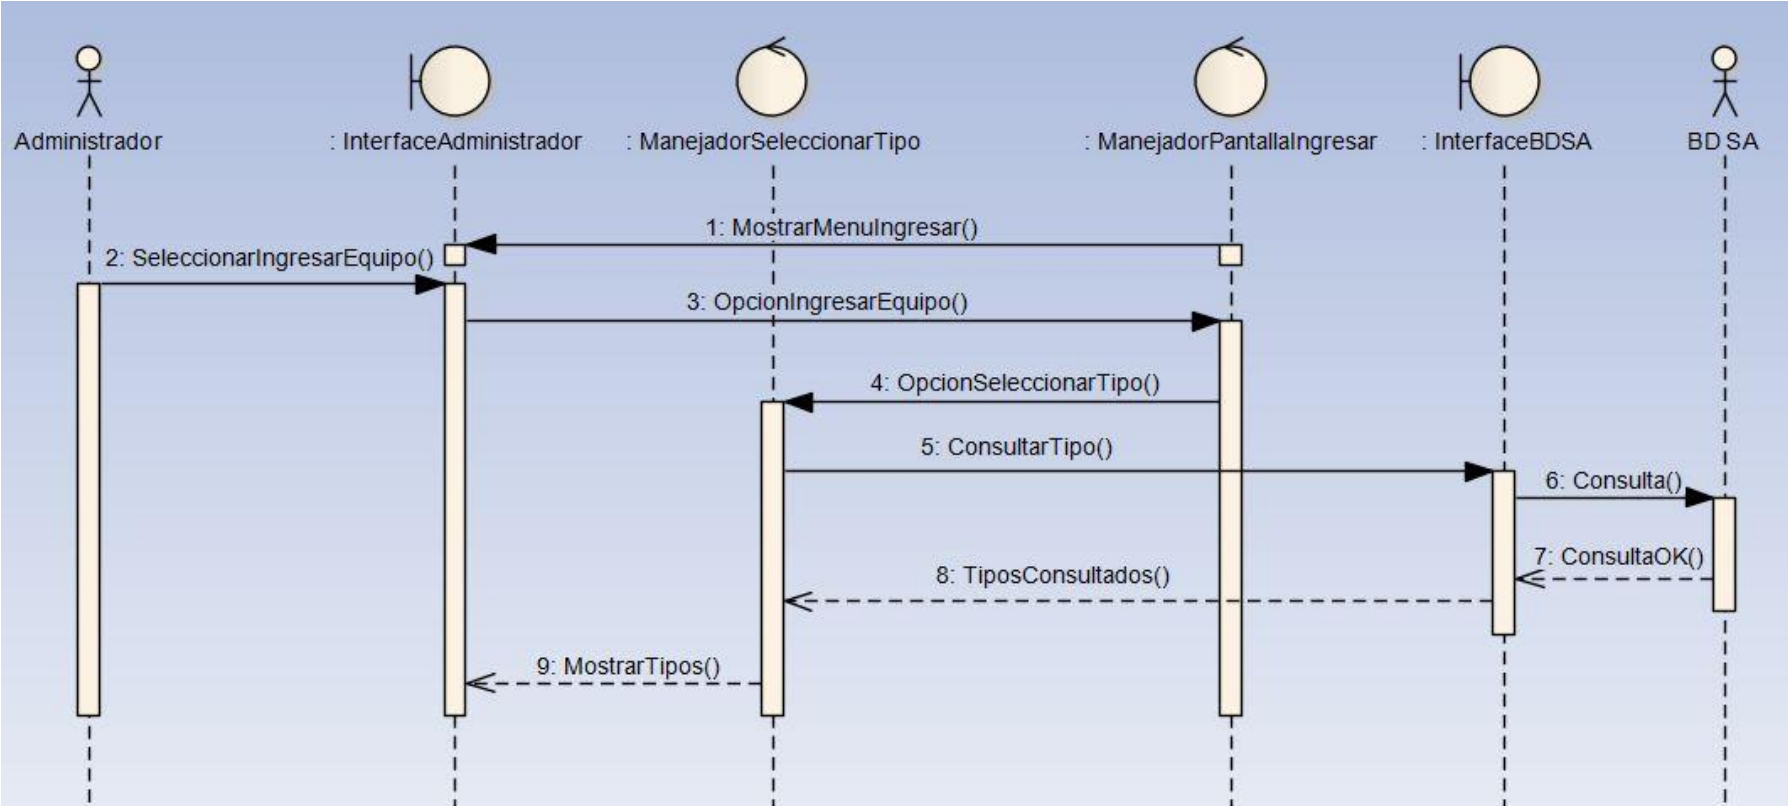 Administrador
: InterfaceAdministrador
: ManejadorSeleccionarTipo
: ManejadorPantallaIngresar
: InterfaceBDSA
BD SA
1: MostrarMenuIngresar()
2: SeleccionarIngresarEquipo()
3: OpcionIngresarEquipo()
4: OpcionSeleccionarTipo()
5: ConsultarTipo()
6: Consulta()
7: ConsultaOK()
8: TiposConsultados()
9: MostrarTipos()